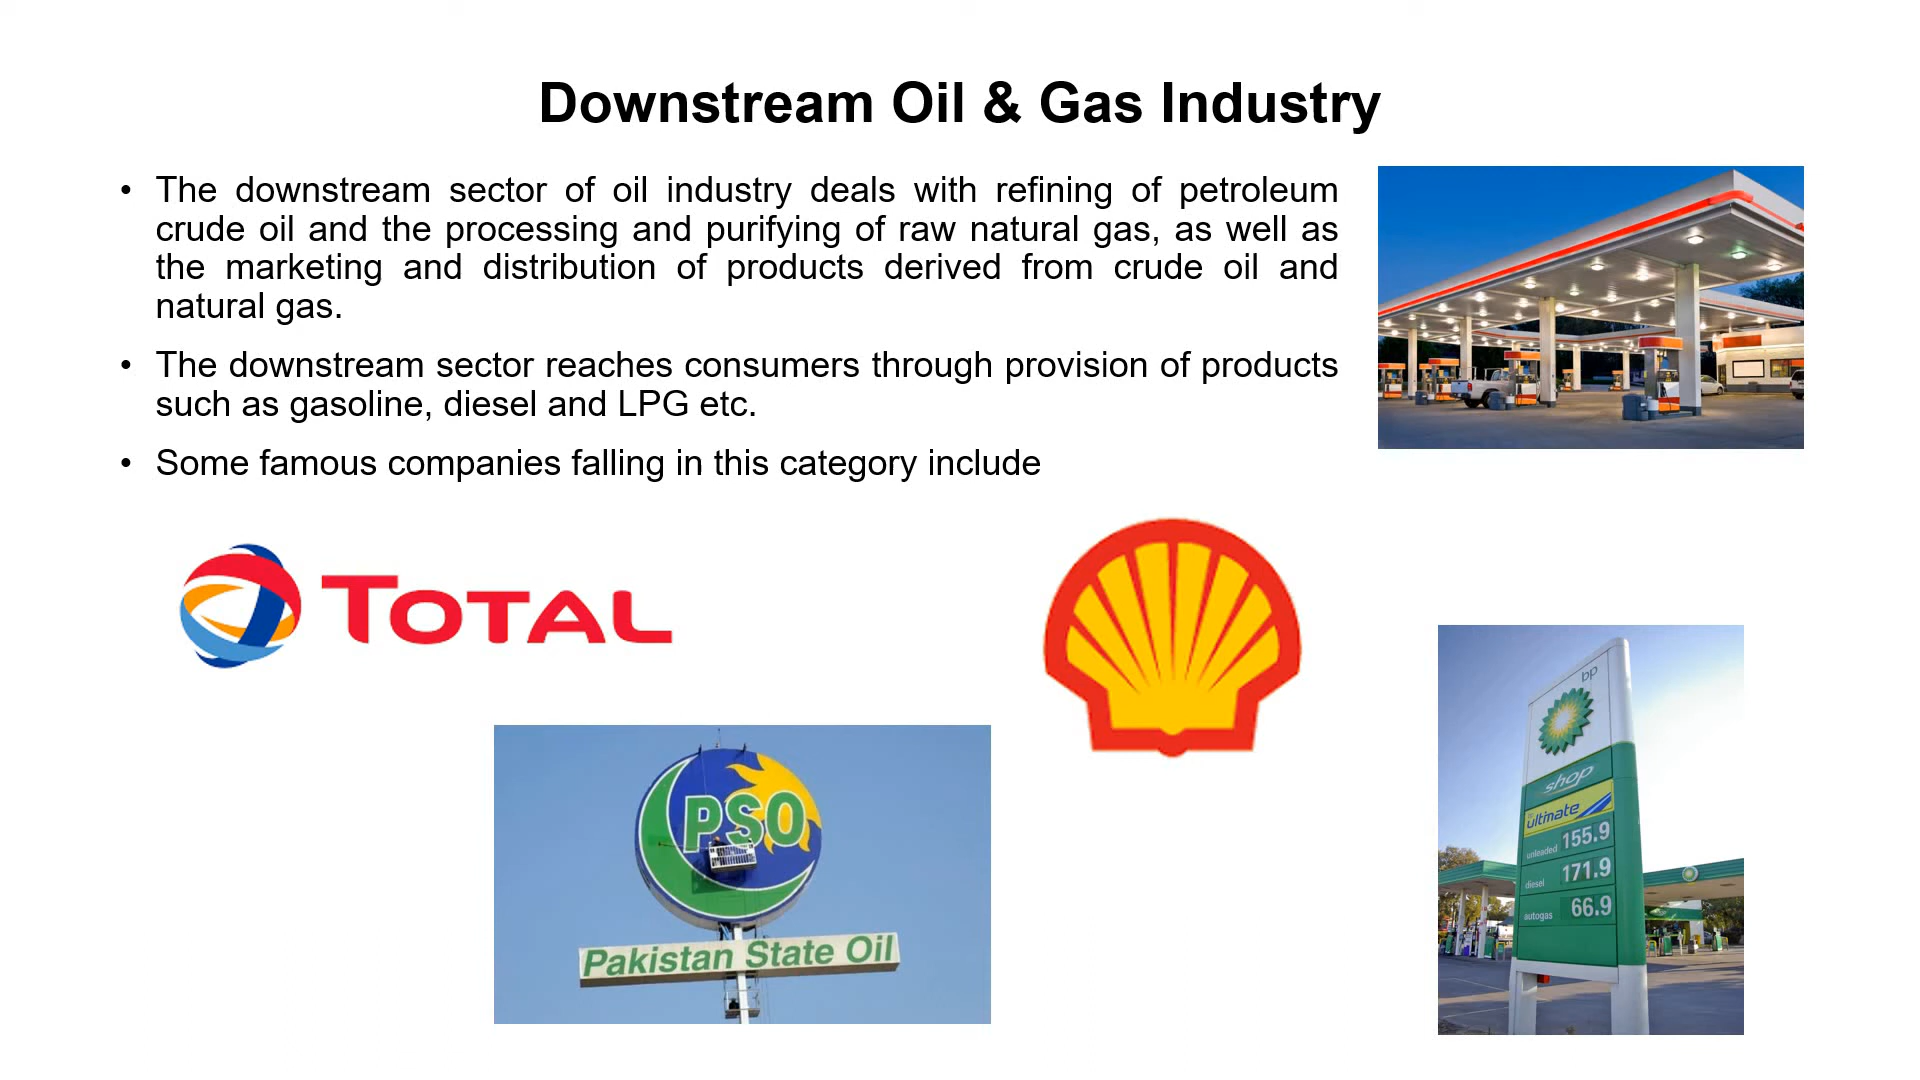 Downstream Oil & Gas Industry
• The downstream sector of oil industry deals with refining of petroleum
crude oil and the processing and purifying of raw natural gas, as well as
the marketing and distribution of products derived from crude oil and
natural gas.
• The downstream sector reaches consumers through provision of products
such as gasoline, diesel and LPG etc.
• Some famous companies falling in this category include
TOTAL
PSO
Pakistan State Oil
bp
shop
ultimate
unleaded 155.9
diesel 171.9
autogas 66.9